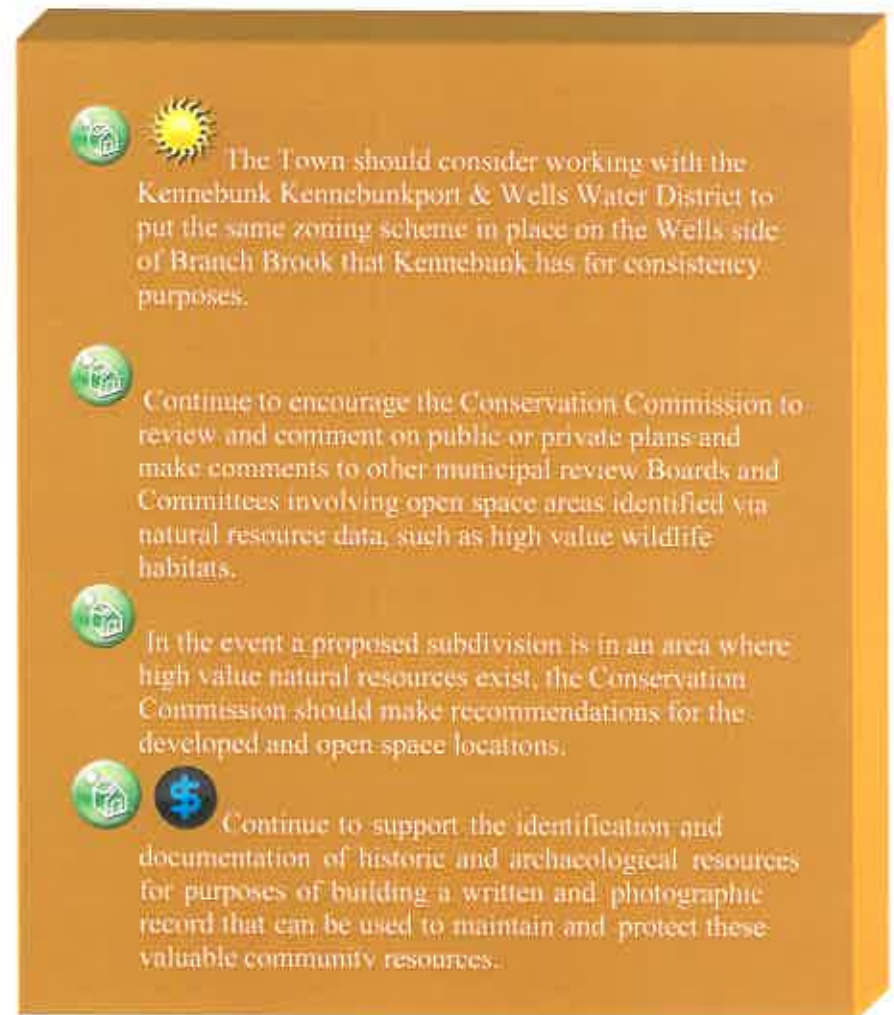 The Town should consider working with the
Kennebunk Kennebunkport & Wells Water District to
put the same zoning scheme in place on the Wells side
of Branch Brook that Kennebunk has for consistency
purposes.
Continue to encourage the Conservation Commission to
review and comment on public or private plans and
make comments to other municipal review Boards and
Committees involving open space areas identified via
natural resource data, such as high value wildlife
habitats.
In the event a proposed subdivision is in an area where
high value natural resources exist, the Conservation
Commission should make recommendations for the
developed and open space locations.
$
Continue to support the identification and
documentation of historic and archaeological resources
for purposes of building a written and photographic
record that can be used to maintain and protect these
valuable community resources.